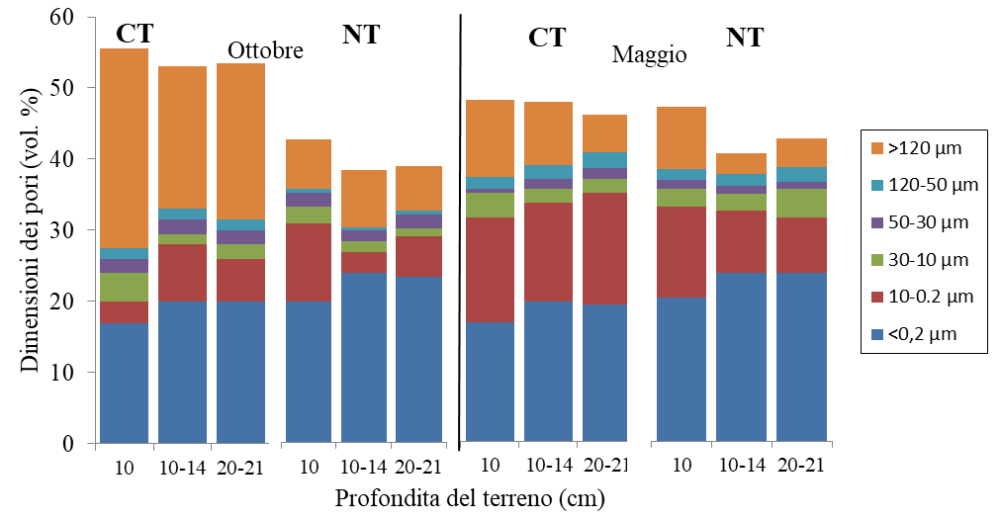 60
50
40
30
20
10
0
Dimensioni dei pori (vol. %)
CT
Ottobre
NT
CT
Maggio
NT
10 10-14 20-21 10 10-14 20-21 10 10-14 20-21 10 10-14 20-21
Profondita del terreno (cm)
>120 µm
120-50 µm
50-30 µm
30-10 µm
10-0.2 µm
<0,2 µm